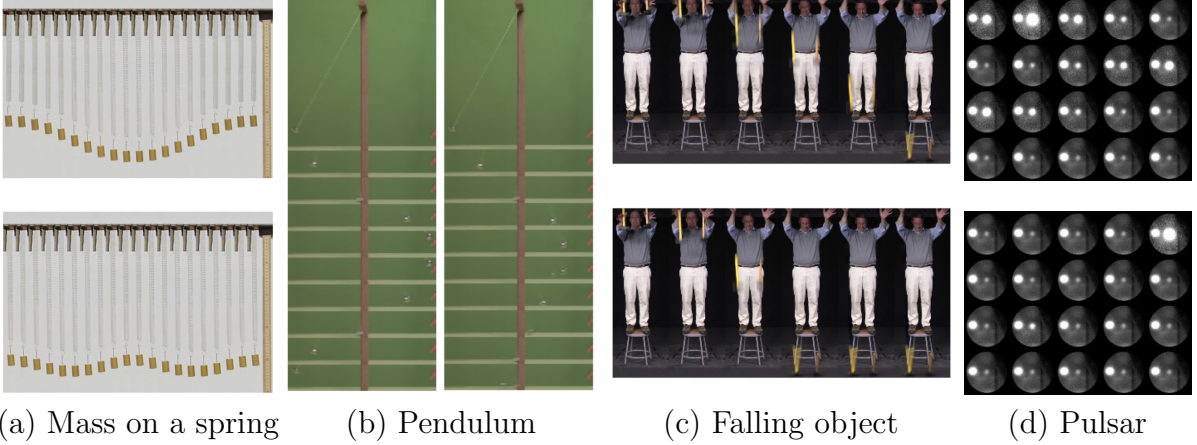 (a) Mass on a spring
(b) Pendulum
(c) Falling object
(d) Pulsar